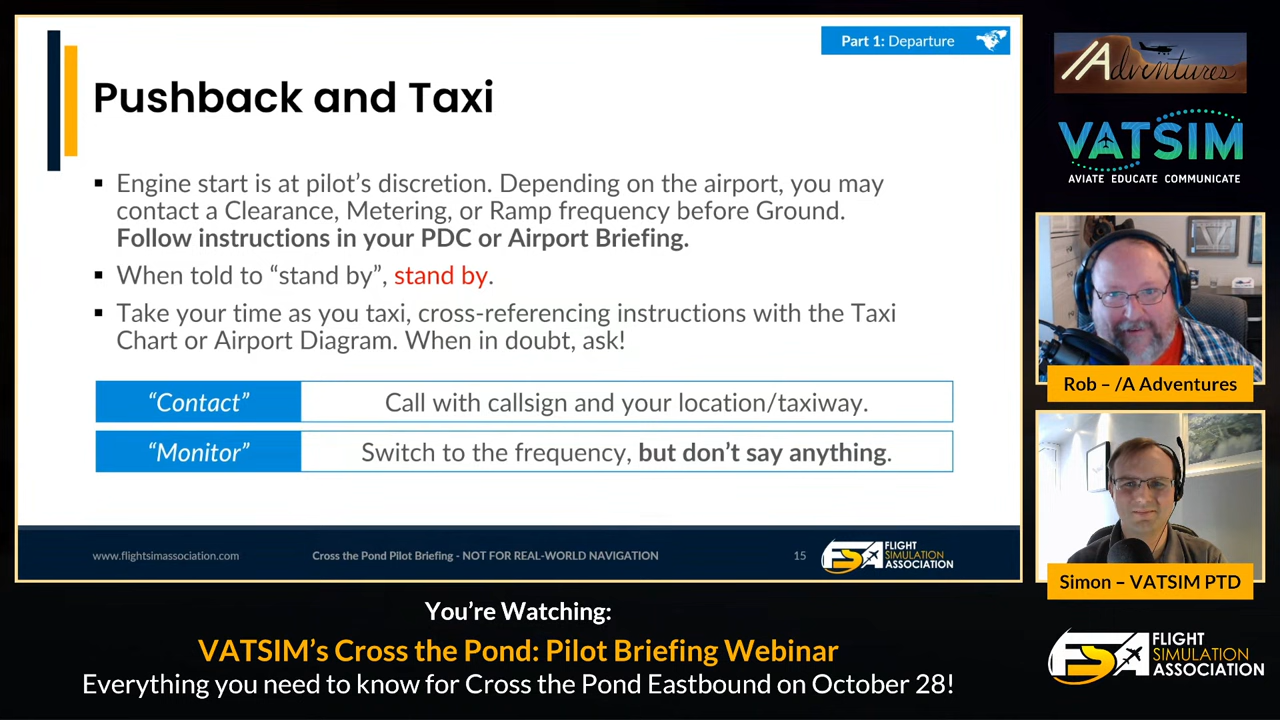 Part 1: Departure
Pushback and Taxi
▪ Engine start is at pilot’s discretion. Depending on the airport, you may
contact a Clearance, Metering, or Ramp frequency before Ground.
Follow instructions in your PDC or Airport Briefing.
▪ When told to “stand by”, stand by.
▪ Take your time as you taxi, cross-referencing instructions with the Taxi
Chart or Airport Diagram. When in doubt, ask!
“Contact” Call with callsign and your location/taxiway.
“Monitor” Switch to the frequency, but don’t say anything.
www.flightsimassociation.com Cross the Pond Pilot Briefing - NOT FOR REAL-WORLD NAVIGATION 15
FSA FLIGHT
SIMULATION
ASSOCIATION
/Adventures
VATSIM
AVIATE EDUCATE COMMUNICATE
Rob – /A Adventures
Simon – VATSIM PTD
You’re Watching:
VATSIM’s Cross the Pond: Pilot Briefing Webinar
Everything you need to know for Cross the Pond Eastbound on October 28!
FSA FLIGHT
SIMULATION
ASSOCIATION